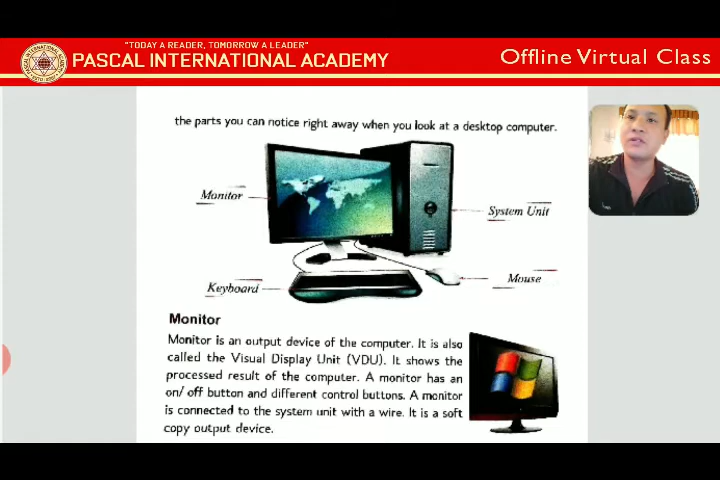 "TODAY A READER, TOMORROW A LEADER"
PASCAL INTERNATIONAL ACADEMY
Offline Virtual Class
the parts you can notice right away when you look at a desktop computer.
Monitor
System Unit
Keyboard
Mouse
Monitor
Monitor is an output device of the computer. It is also
called the Visual Display Unit (VDU). It shows the
processed result of the computer. A monitor has an
on/ off button and different control buttons. A monitor
is connected to the system unit with a wire. It is a soft
copy output device.